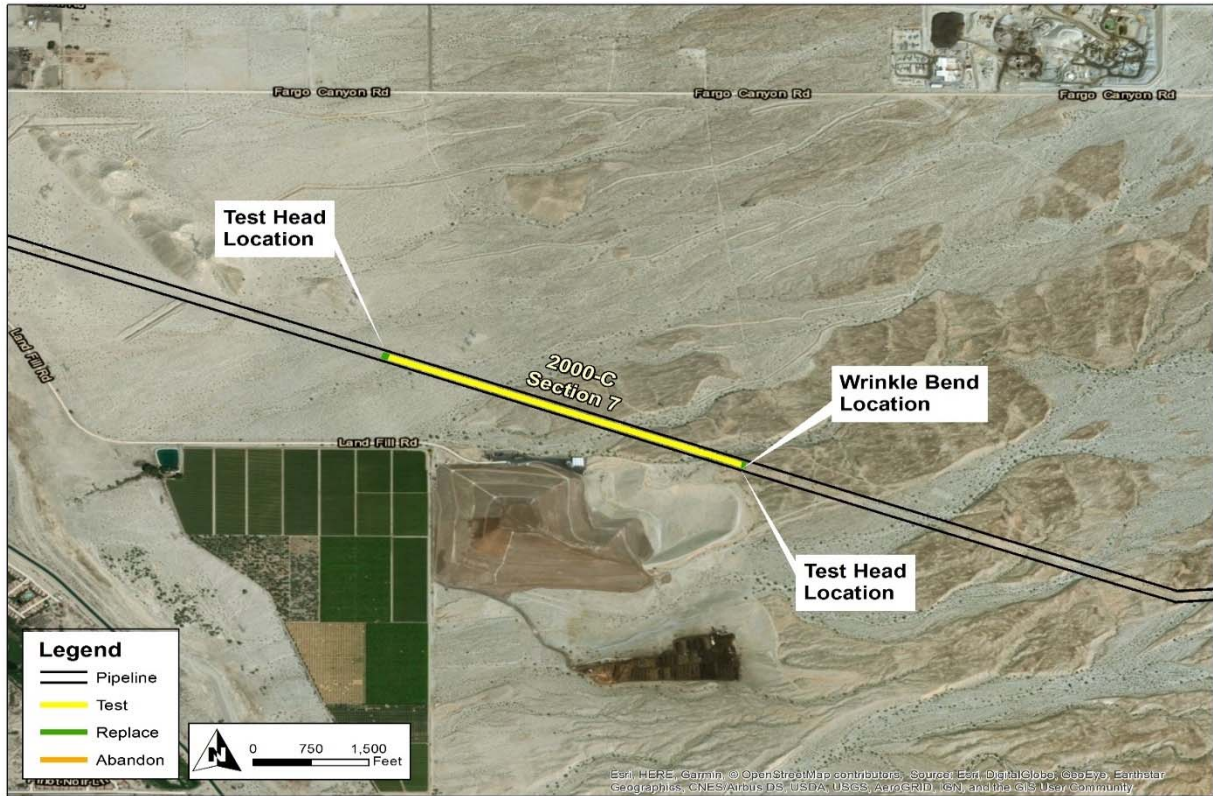 Fargo Canyon Rd
Fargo Canyon Rd
Fargo Canyon Rd
Test Head
Location
2000-C
Section 7
Wrinkle Bend
Location
Land Fill Rd
Land Fill Rd
Test Head
Location
Legend
Pipeline
Test
Replace
Abandon
N
0 750 1,500
Feet
Esri, HERE, Garmin, © OpenStreetMap contributors, Source: Esri, DigitalGlobe, GeoEye, Earthstar
Geographics, CNES/Airbus DS, USDA, USGS, AeroGRID, IGN, and the GIS User Community